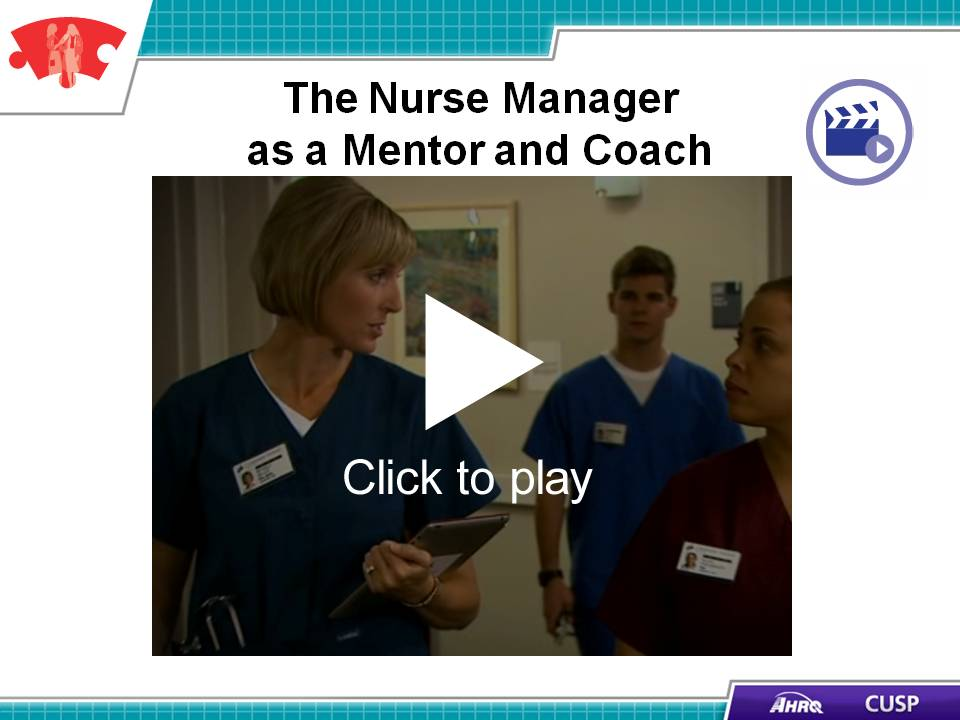 The Nurse Manager
as a Mentor and Coach
Click to play
AHRQ
CUSP